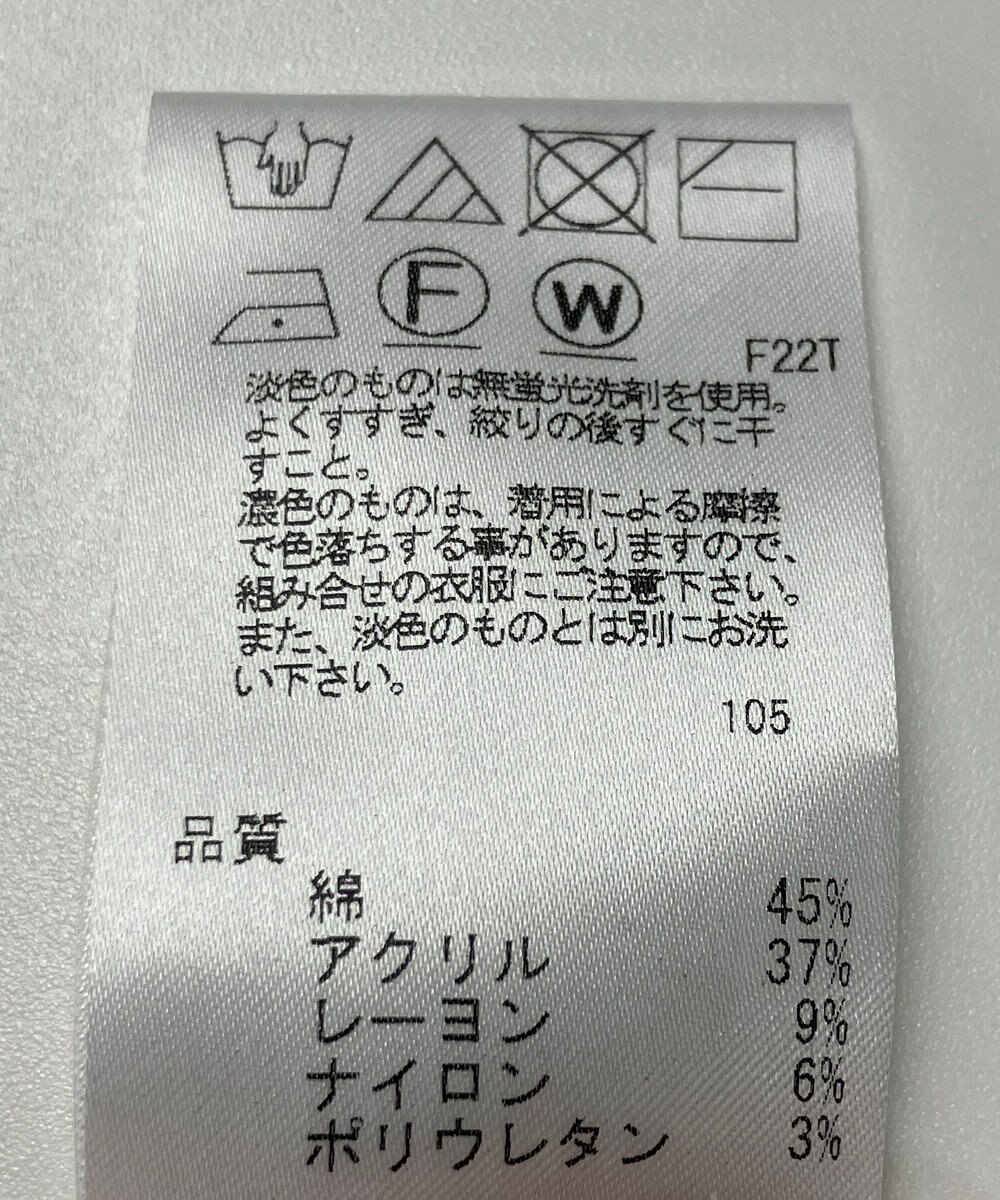 F
W
F22T
淡色のものは無蛍光洗剤を使用。
よくすすぎ、絞りの後すぐに干
すこと。
濃色のものは、着用による摩擦
で色落ちする事がありますので、
組み合せの衣服にご注意下さい。
また、淡色のものとは別にお洗
い下さい。
105
品質
綿 45%
アクリル 37%
レーヨン 9%
ナイロン 6%
ポリウレタン 3%